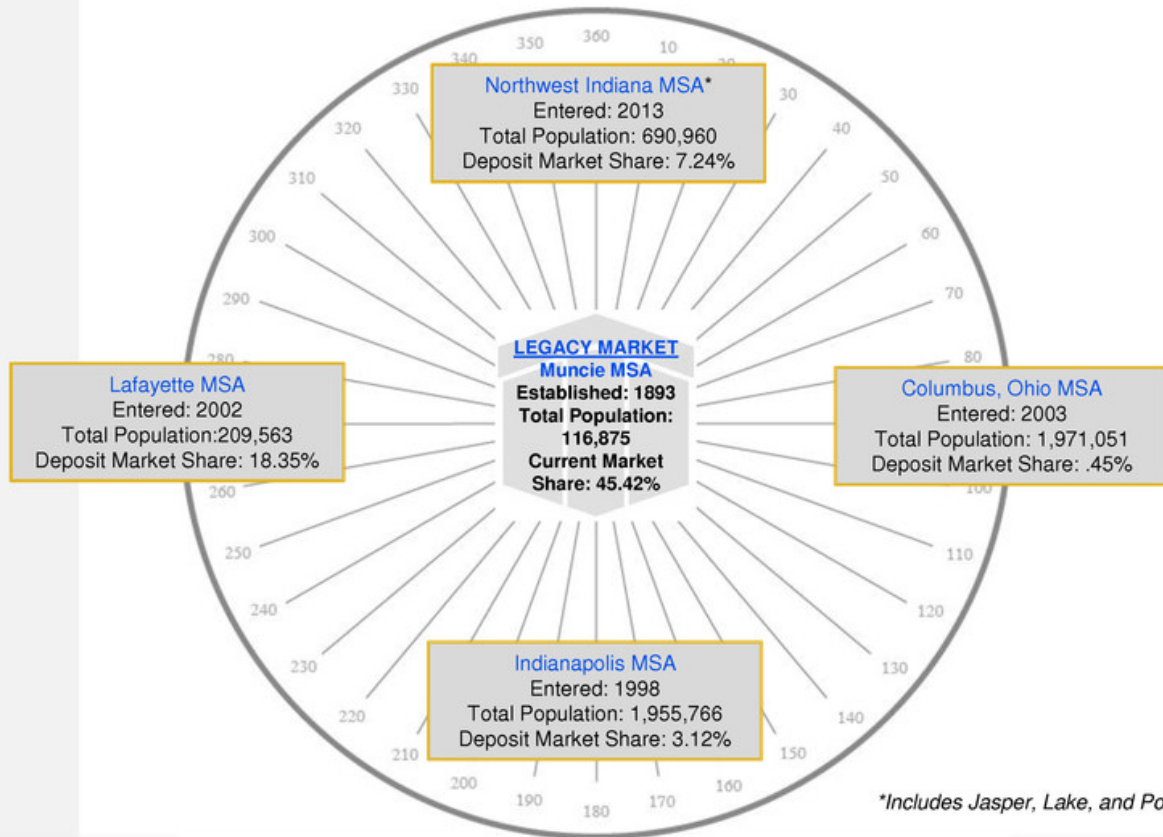 350 360 10
340
330 30
320 40
310 50
300 60
290 70
280 80
260 100
250 110
240 120
230 130
220 140
210 150
200 160
190 180 170
Northwest Indiana MSA*
Entered: 2013
Total Population: 690,960
Deposit Market Share: 7.24%
Lafayette MSA
Entered: 2002
Total Population:209,563
Deposit Market Share: 18.35%
LEGACY MARKET
Muncie MSA
Established: 1893
Total Population:
116,875
Current Market
Share: 45.42%
Columbus, Ohio MSA
Entered: 2003
Total Population: 1,971,051
Deposit Market Share: .45%
Indianapolis MSA
Entered: 1998
Total Population: 1,955,766
Deposit Market Share: 3.12%
*Includes Jasper, Lake, and Po